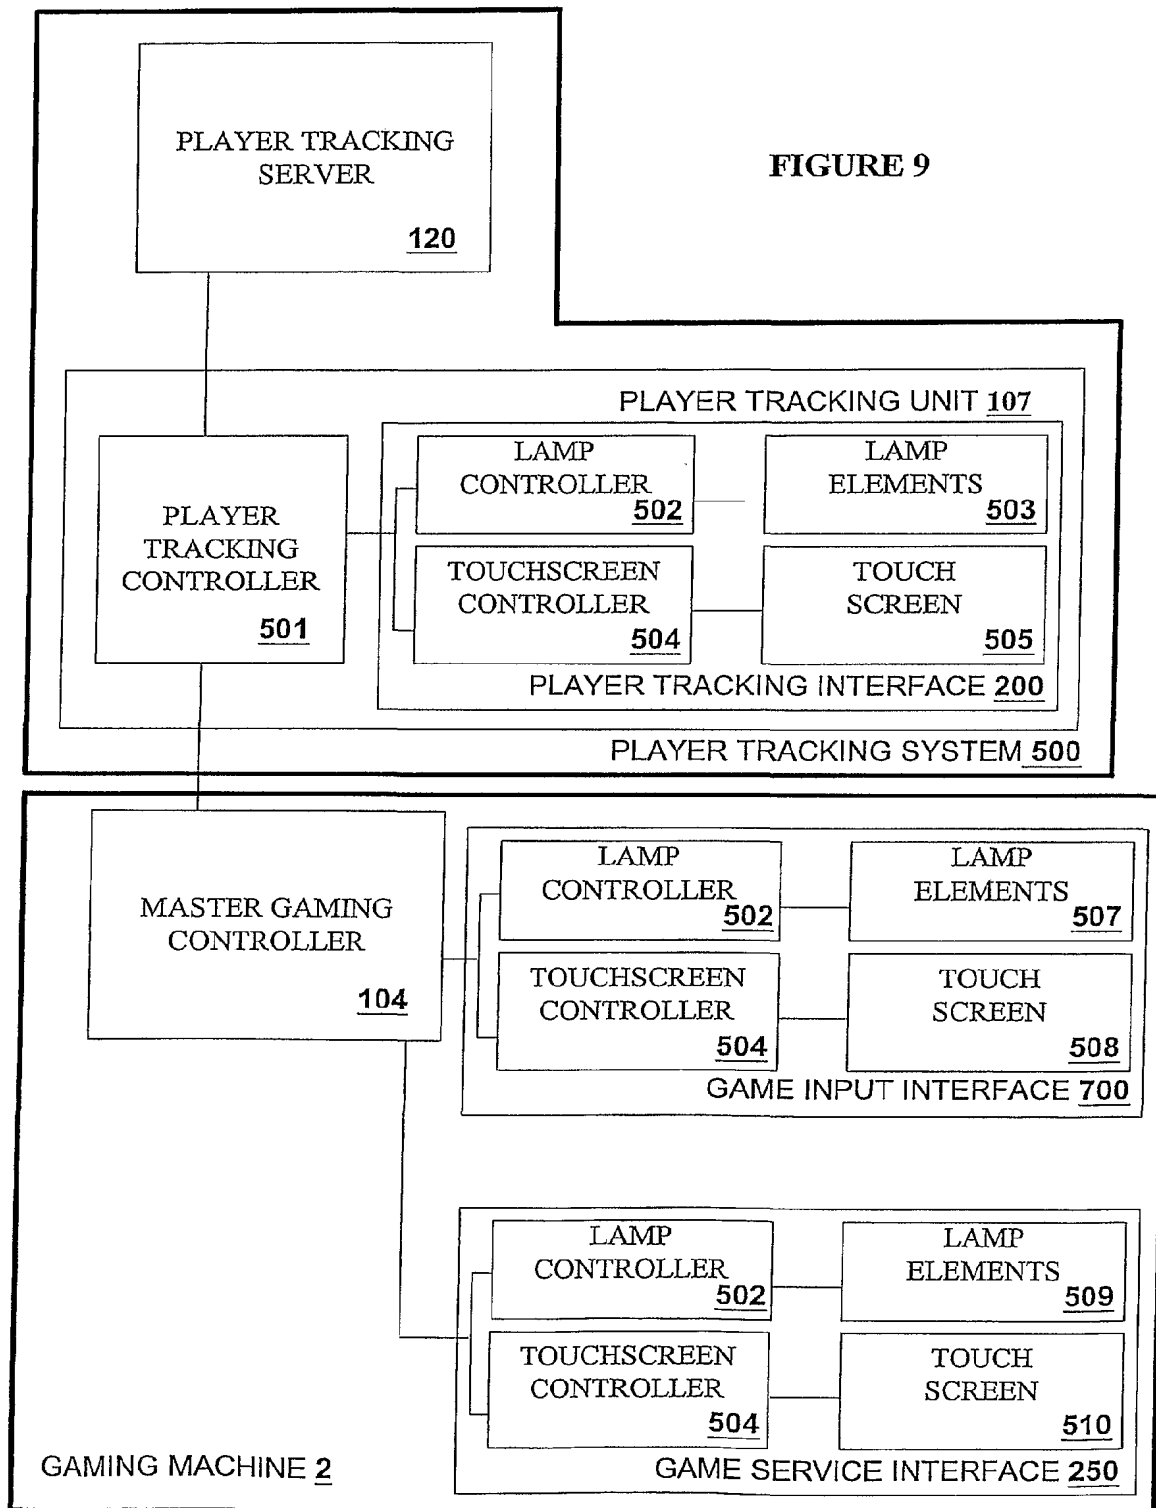 PLAYER TRACKING
SERVER
120
FIGURE 9
PLAYER TRACKING UNIT 107
PLAYER
TRACKING
CONTROLLER
501
LAMP
CONTROLLER
502
LAMP
ELEMENTS
503
TOUCHSCREEN
CONTROLLER
504
TOUCH
SCREEN
505
PLAYER TRACKING INTERFACE 200
PLAYER TRACKING SYSTEM 500
MASTER GAMING
CONTROLLER
104
LAMP
CONTROLLER
502
LAMP
ELEMENTS
507
TOUCHSCREEN
CONTROLLER
504
TOUCH
SCREEN
508
GAME INPUT INTERFACE 700
LAMP
CONTROLLER
502
LAMP
ELEMENTS
509
TOUCHSCREEN
CONTROLLER
504
TOUCH
SCREEN
510
GAME SERVICE INTERFACE 250
GAMING MACHINE 2